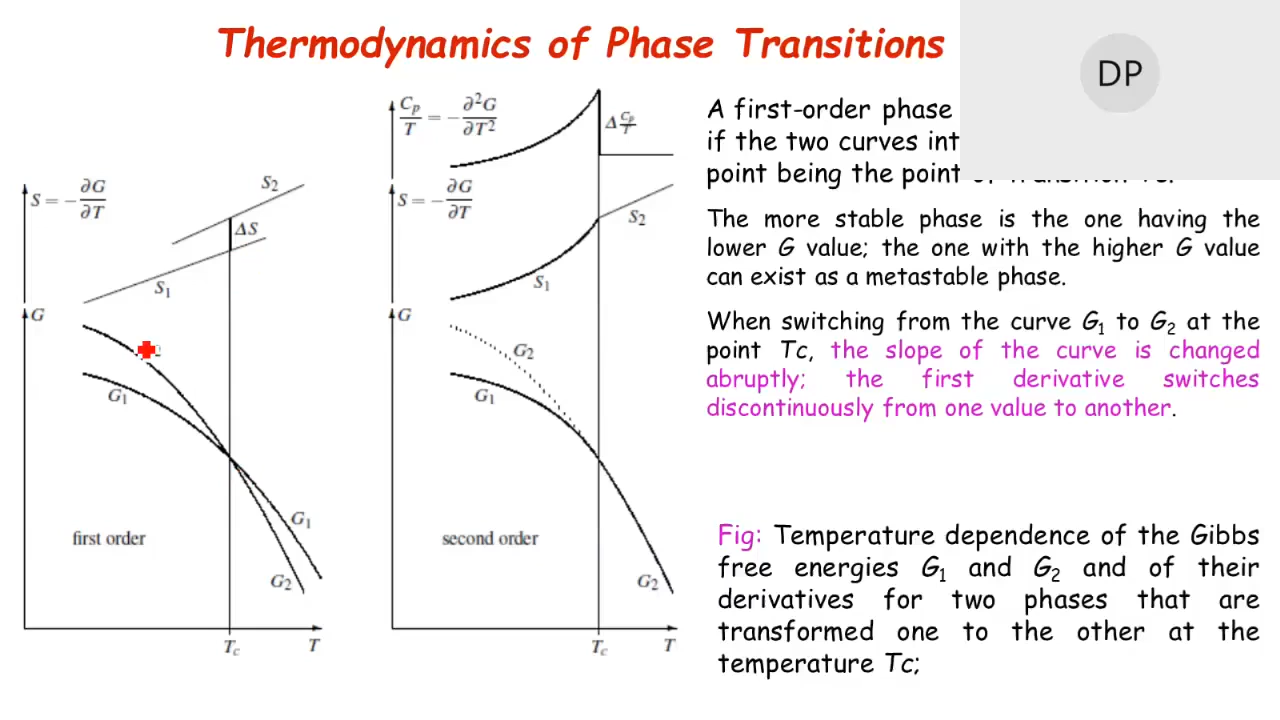 Thermodynamics of Phase Transitions
DP
A first-order phase
if the two curves
point being the point of transition Tc.
The more stable phase is the one having the
lower G value; the one with the higher G value
can exist as a metastable phase.
When switching from the curve G₁ to G₂ at the
point Tc, the slope of the curve is changed
abruptly; the first derivative switches
discontinuously from one value to another.
Fig: Temperature dependence of the Gibbs
free energies G₁ and G₂ and of their
derivatives for two phases that are
transformed one to the other at the
temperature Tc;
S = -∂G/∂T
S₂
ΔS
S₁
G
G₁
G₁
first order
G₂
T_c
T
C_p/T = -∂²G/∂T²
Δ C_p/T
S = -∂G/∂T
S₂
S₁
G
G₂
G₁
second order
G₂
T_c
T